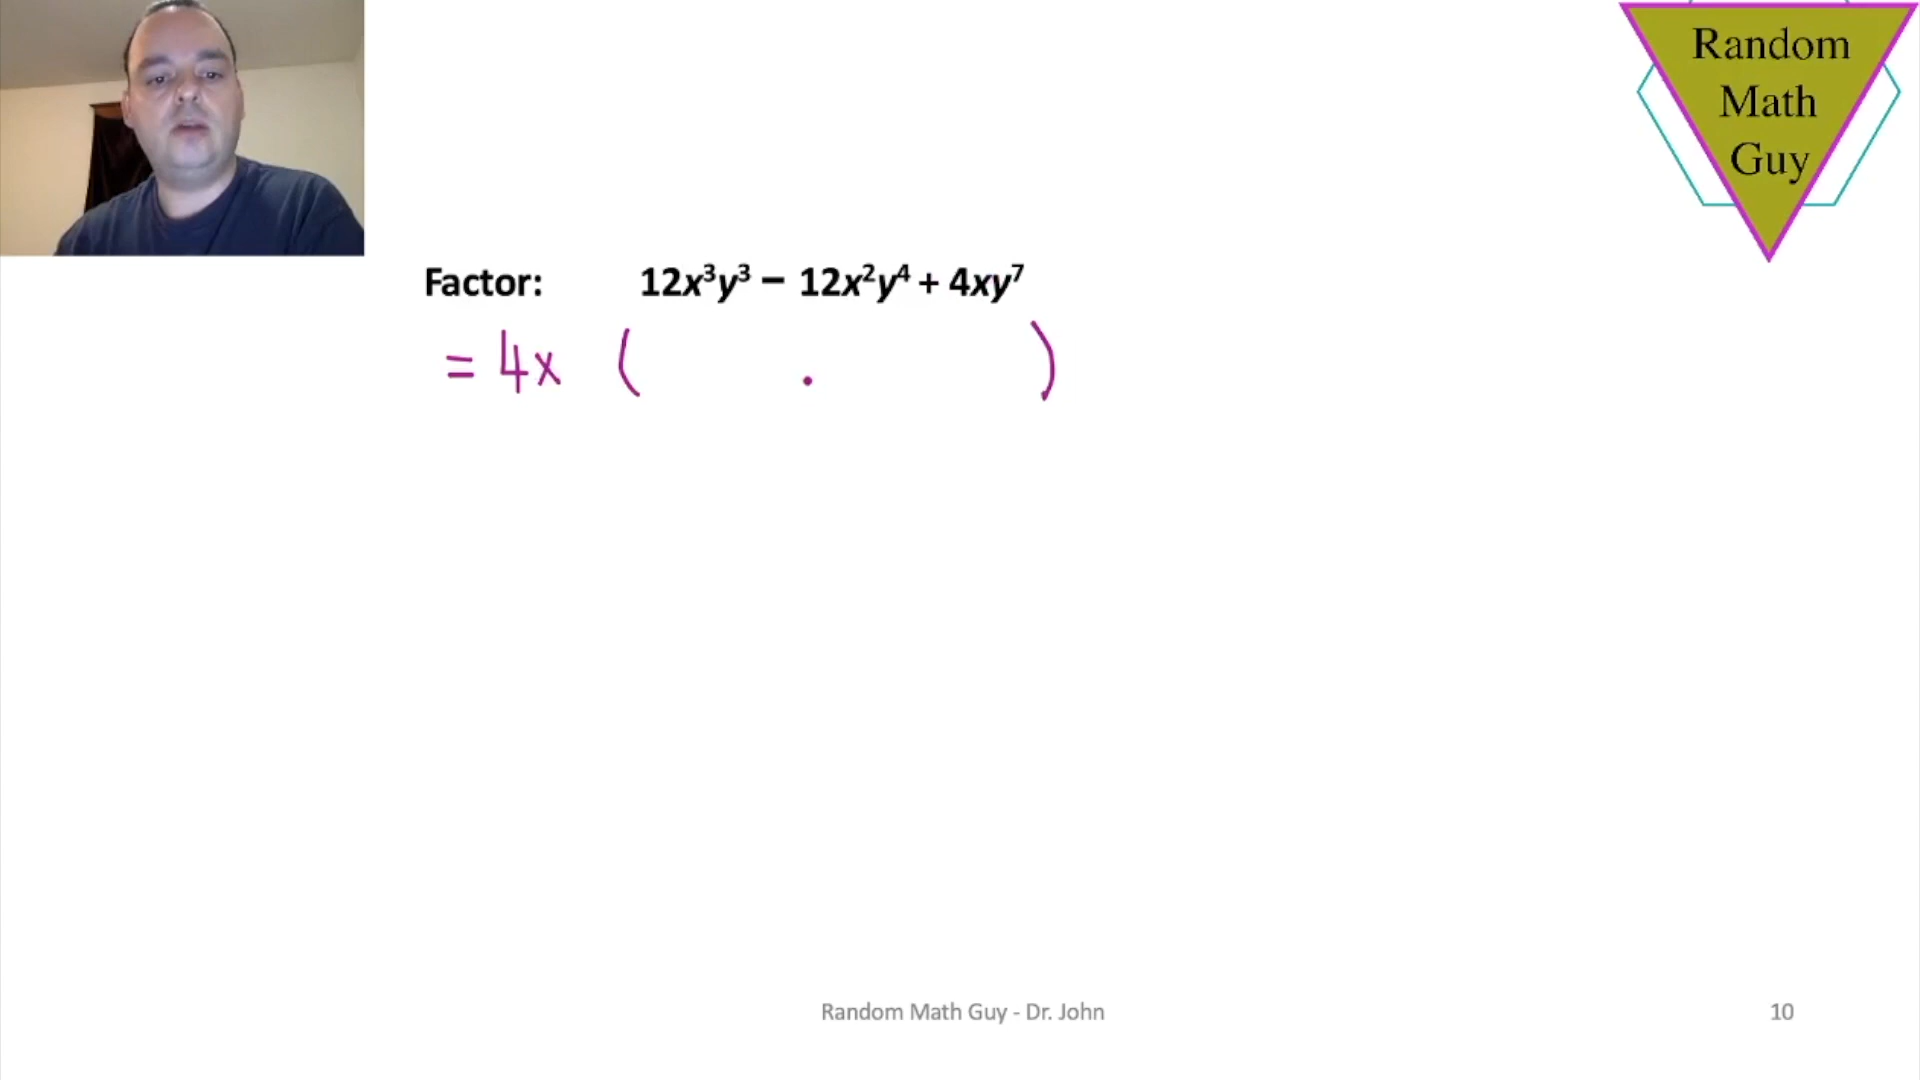 Random
Math
Guy
Factor: 12x³y³ − 12x²y⁴ + 4xy⁷
= 4x ( . )
Random Math Guy - Dr. John
10